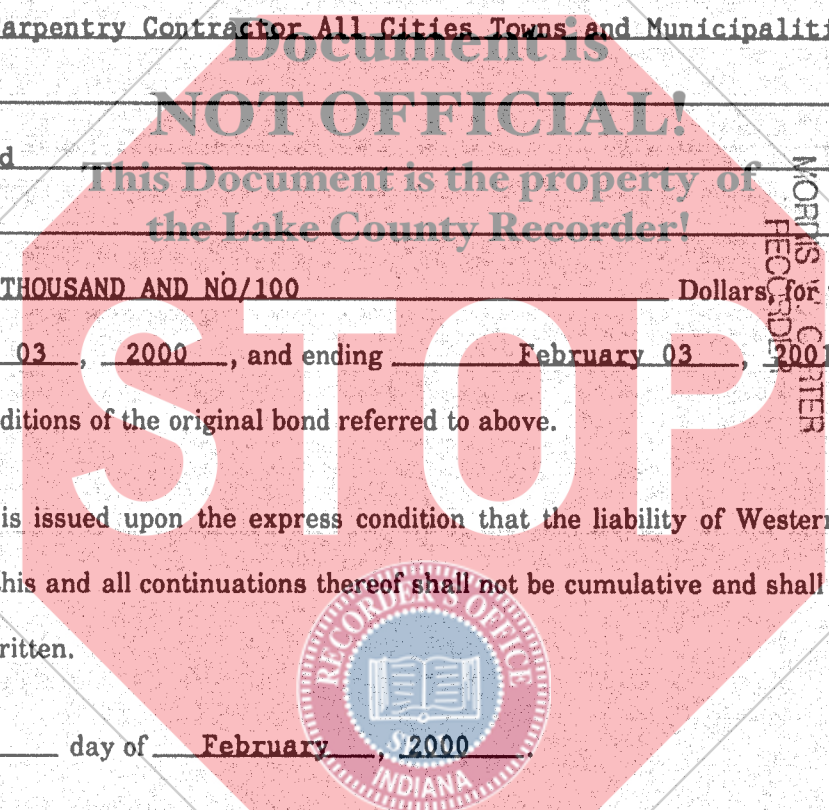 arpentry Contractor All Cities Towns and Municipaliti
Document is
NOT OFFICIAL!
d
This Document is the property of
the Lake County Recorder!
MORRIS W. CARTER
RECORDER
THOUSAND AND NO/100 Dollars, for
03, 2000, and ending February 03, 2001
STOP
ditions of the original bond referred to above.
is issued upon the express condition that the liability of Western
this and all continuations thereof shall not be cumulative and shall
ritten.
RECORDER'S OFFICE
day of February, 2000.
INDIANA